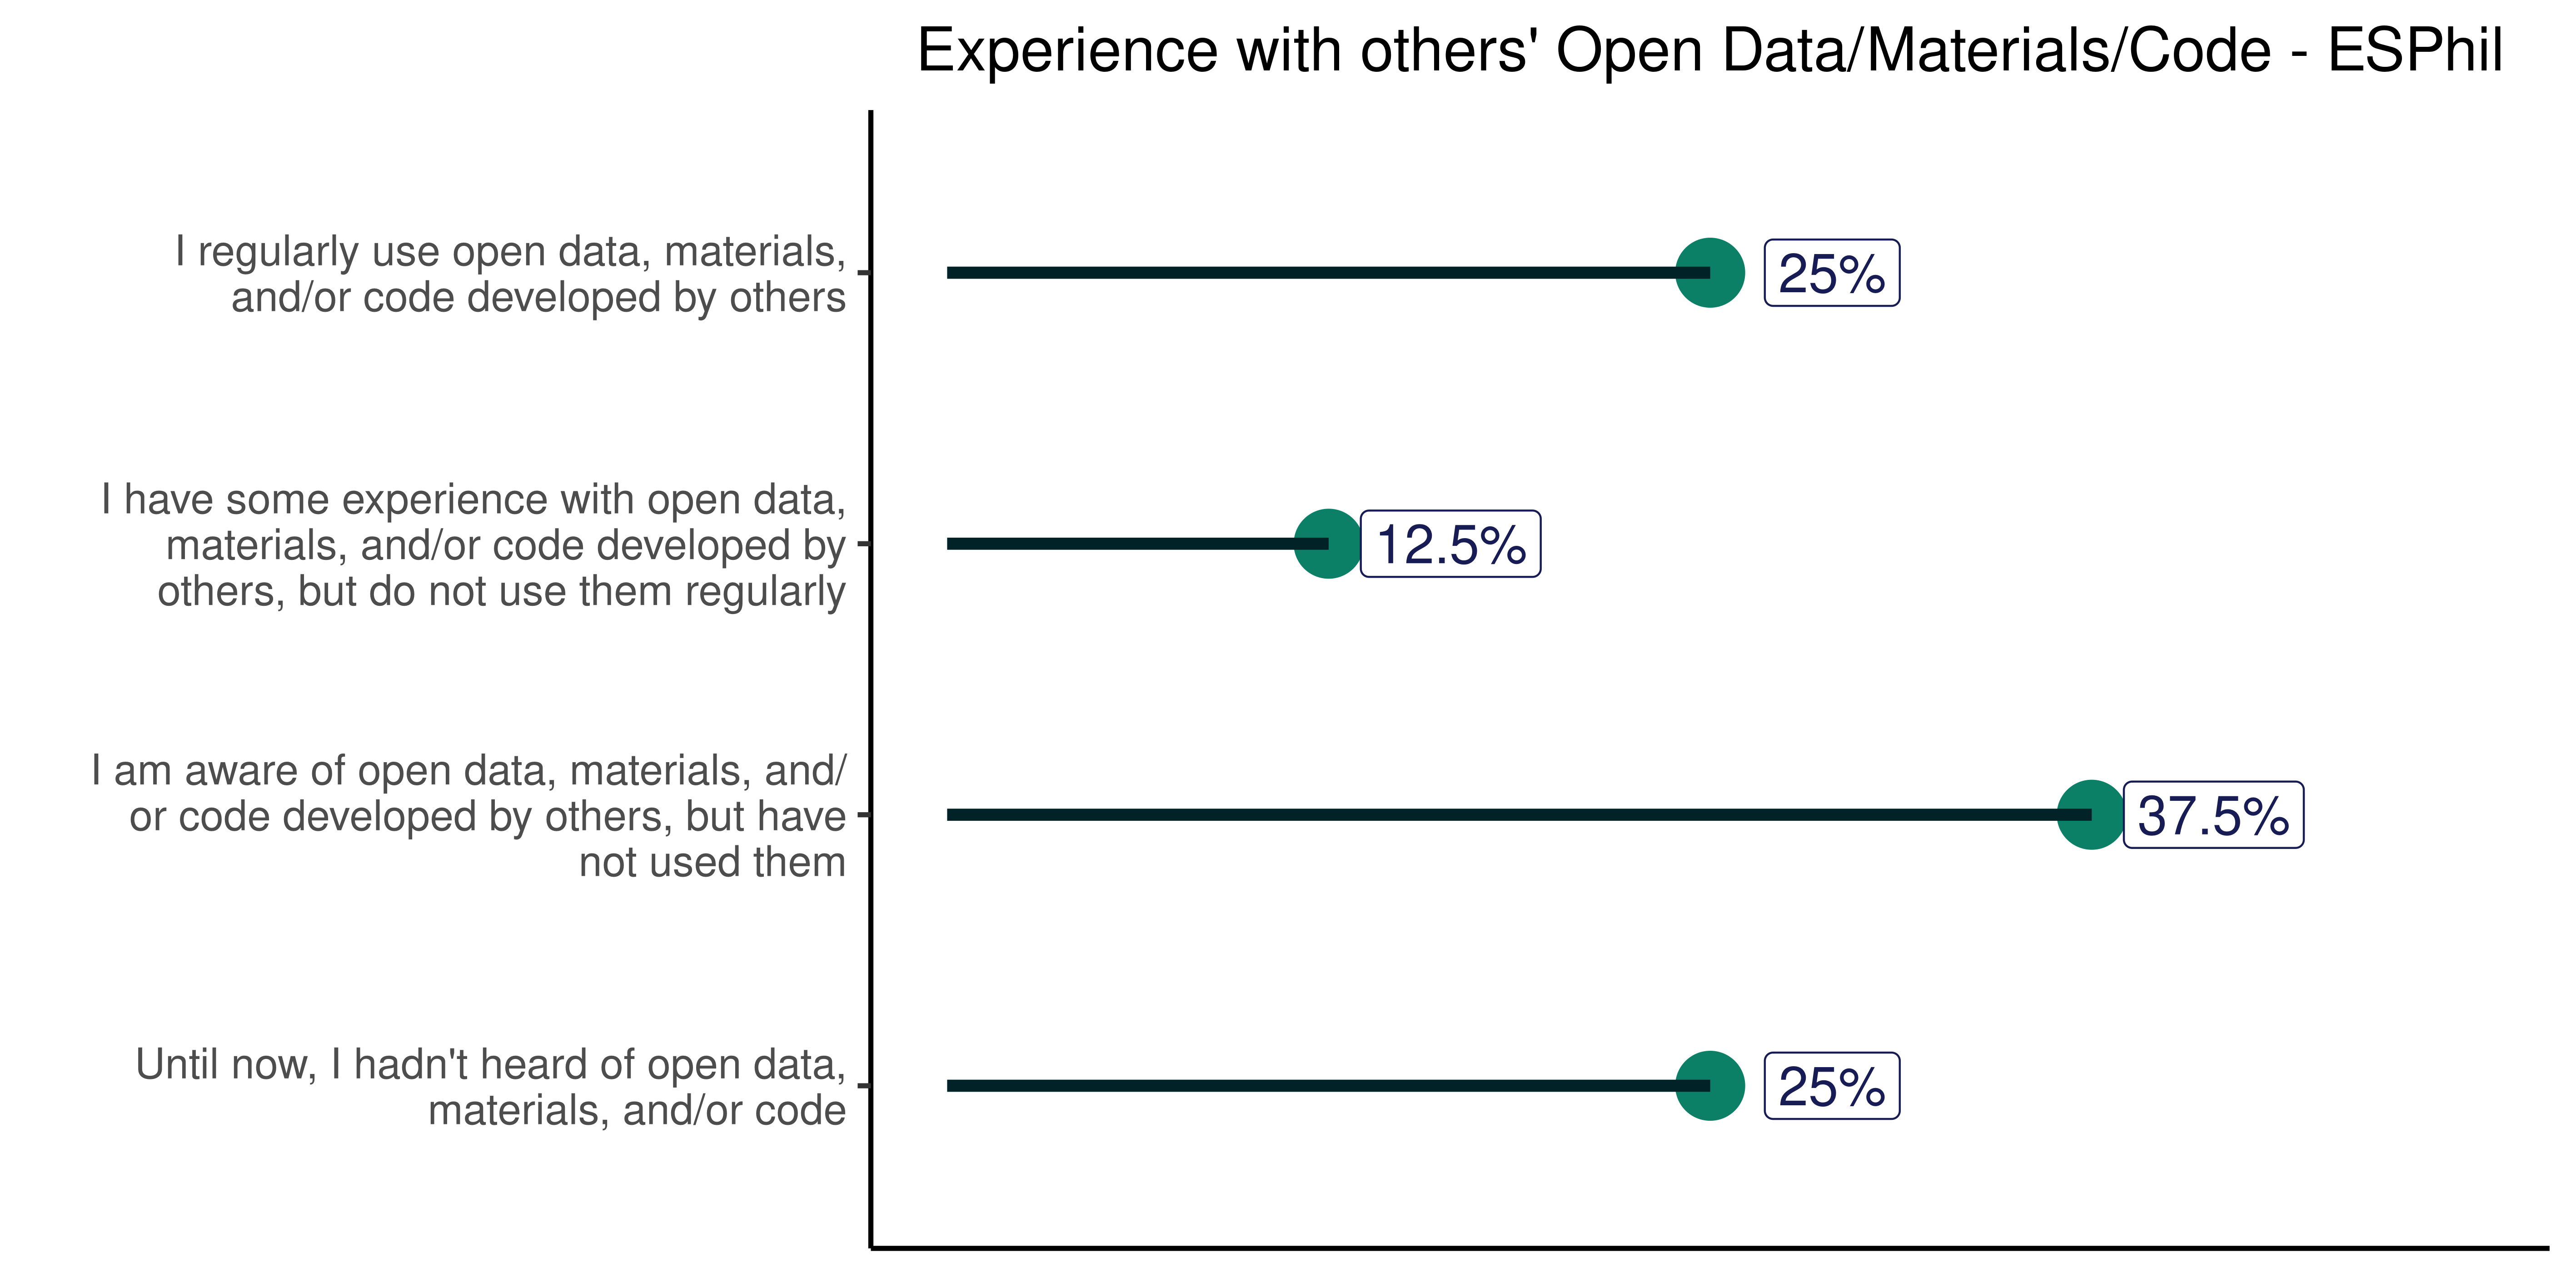 Experience with others' Open Data/Materials/Code - ESPhil
I regularly use open data, materials,
and/or code developed by others
25%
I have some experience with open data,
materials, and/or code developed by
others, but do not use them regularly
12.5%
I am aware of open data, materials, and/
or code developed by others, but have
not used them
37.5%
Until now, I hadn't heard of open data,
materials, and/or code
25%